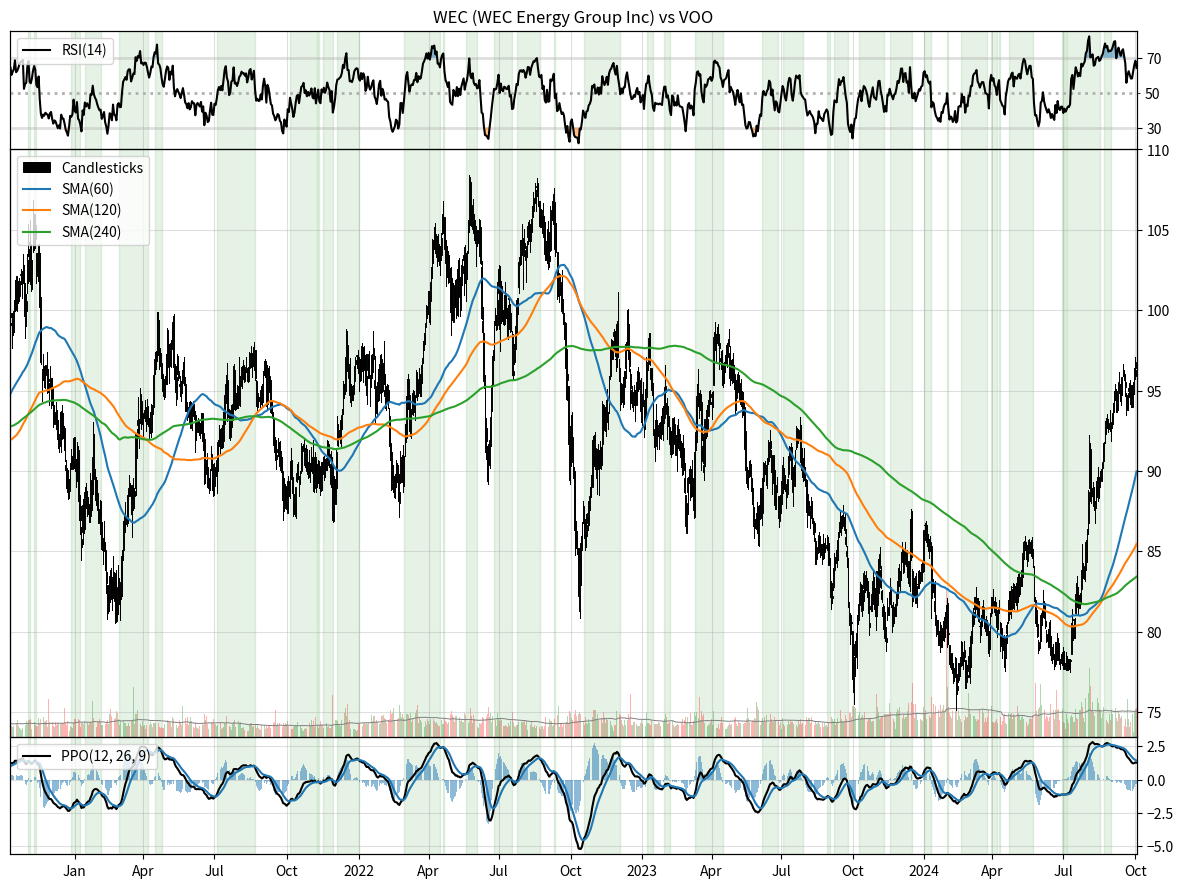 WEC (WEC Energy Group Inc) vs VOO
RSI(14)
70
50
30
110
Candlesticks
SMA(60)
SMA(120)
SMA(240)
105
100
95
90
85
80
75
PPO(12, 26, 9)
2.5
0.0
−2.5
−5.0
Jan Apr Jul Oct 2022 Apr Jul Oct 2023 Apr Jul Oct 2024 Apr Jul Oct